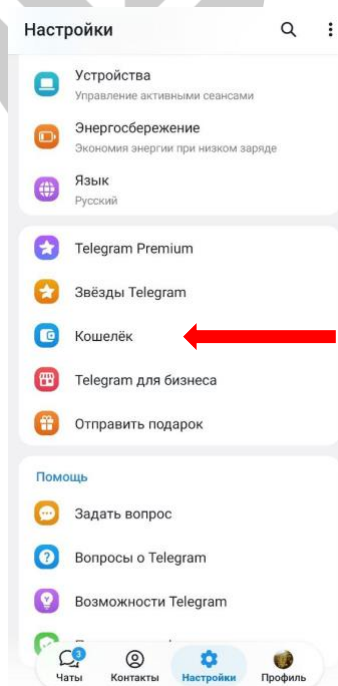 Настройки
Устройства
Управление активными сеансами
Энергосбережение
Экономия энергии при низком заряде
Язык
Русский
Telegram Premium
Звёзды Telegram
Кошелёк
Telegram для бизнеса
Отправить подарок
Помощь
Задать вопрос
Вопросы о Telegram
Возможности Telegram
3
Чаты
Контакты
Настройки
Профиль